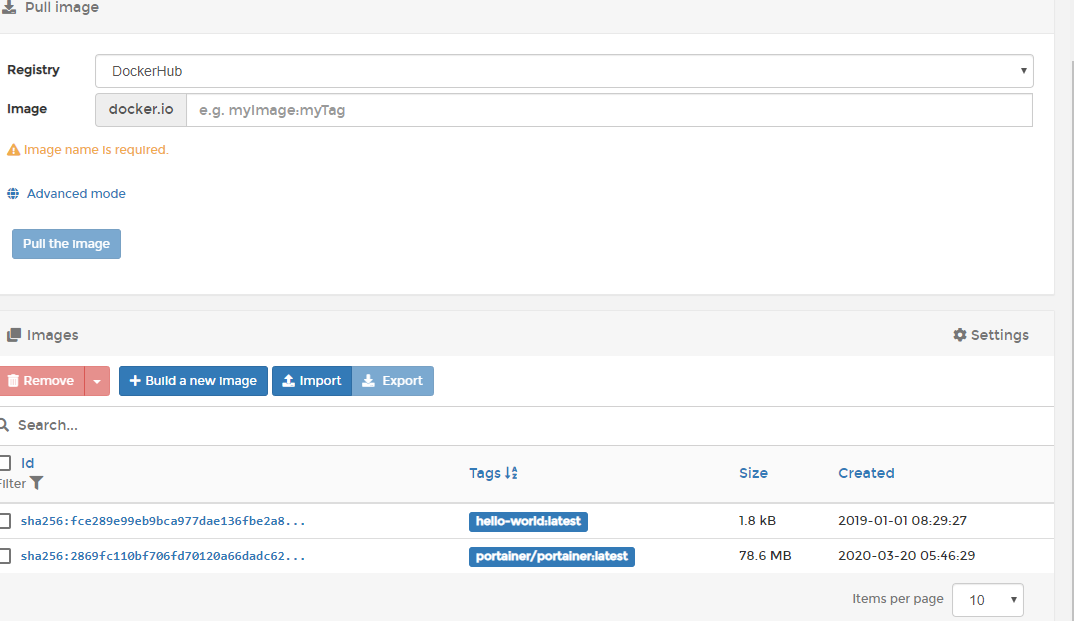 Pull image
Registry DockerHub
Image docker.io e.g. myImage:myTag
Image name is required.
Advanced mode
Pull the image
Images Settings
Remove Build a new image Import Export
Search...
Id Tags Size Created
Filter
sha256:fce289e99eb9bca977dae136fbe2a8... hello-world:latest 1.8 kB 2019-01-01 08:29:27
sha256:2869fc110bf706fd70120a66dadc62... portainer/portainer:latest 78.6 MB 2020-03-20 05:46:29
Items per page 10